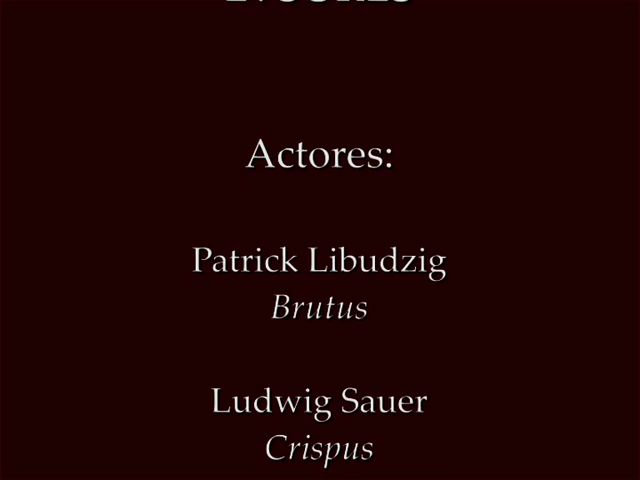 Actores:
Patrick Libudzig
Brutus
Ludwig Sauer
Crispus